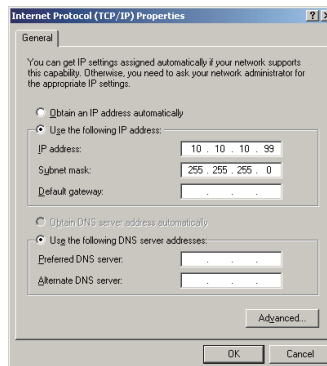 Internet Protocol (TCP/IP) Properties ? X
General
You can get IP settings assigned automatically if your network supports
this capability. Otherwise, you need to ask your network administrator for
the appropriate IP settings.
Obtain an IP address automatically
Use the following IP address:
IP address: 10 . 10 . 10 . 99
Subnet mask: 255 . 255 . 255 . 0
Default gateway: . . .
Obtain DNS server address automatically
Use the following DNS server addresses:
Preferred DNS server: . . .
Alternate DNS server: . . .
Advanced...
OK Cancel